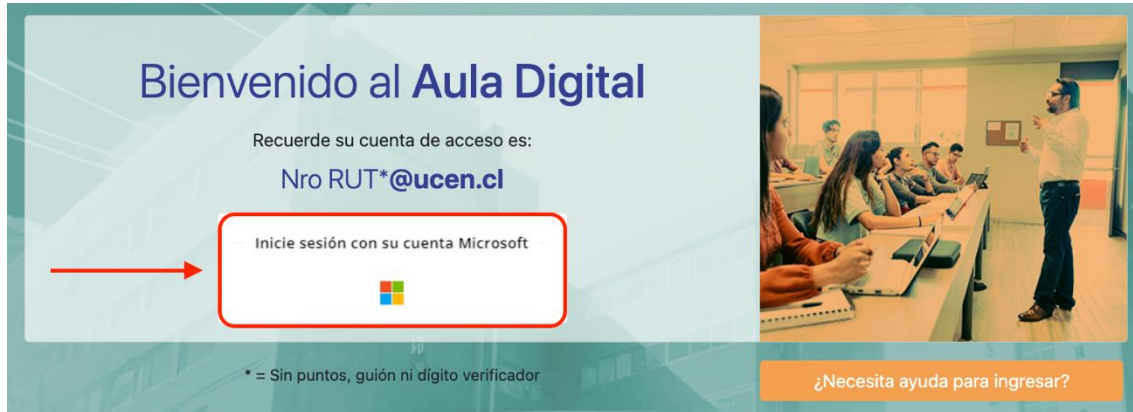 Bienvenido al Aula Digital
Recuerde su cuenta de acceso es:
Nro RUT*@ucen.cl
Inicie sesión con su cuenta Microsoft
* = Sin puntos, guión ni dígito verificador
¿Necesita ayuda para ingresar?